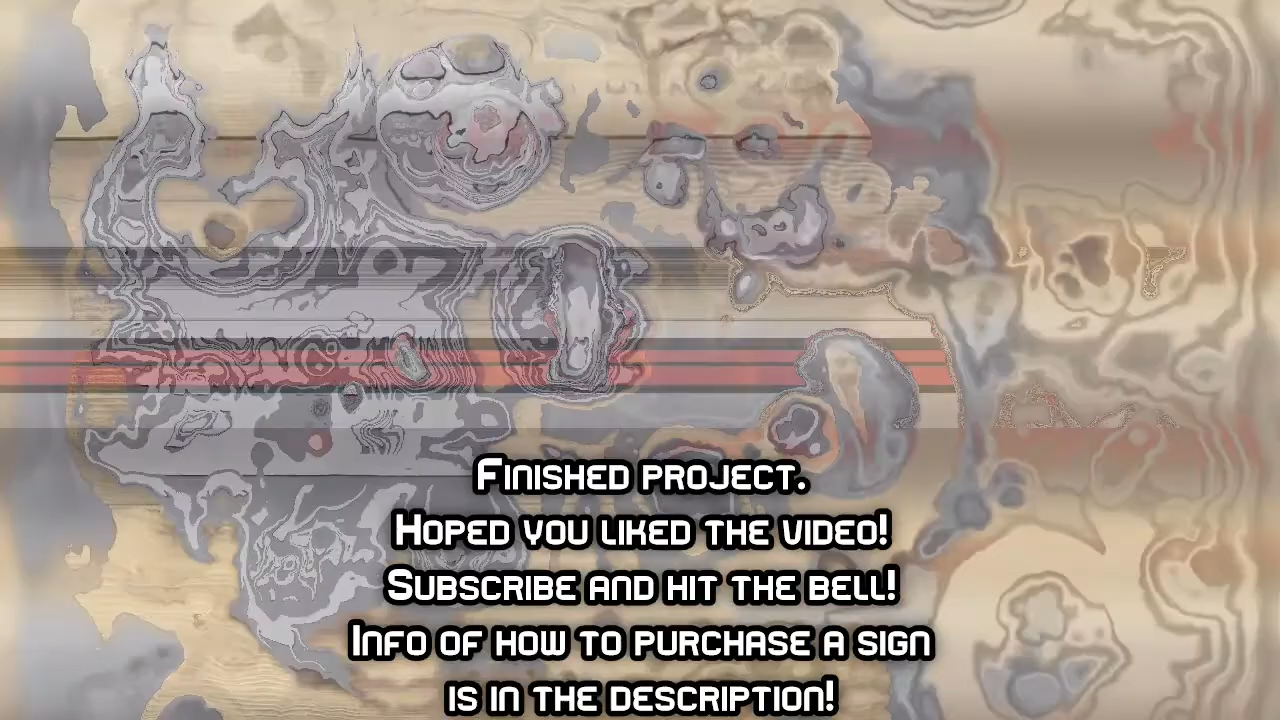 Finished project.
Hoped you liked the video!
Subscribe and hit the bell!
Info of how to purchase a sign
is in the description!